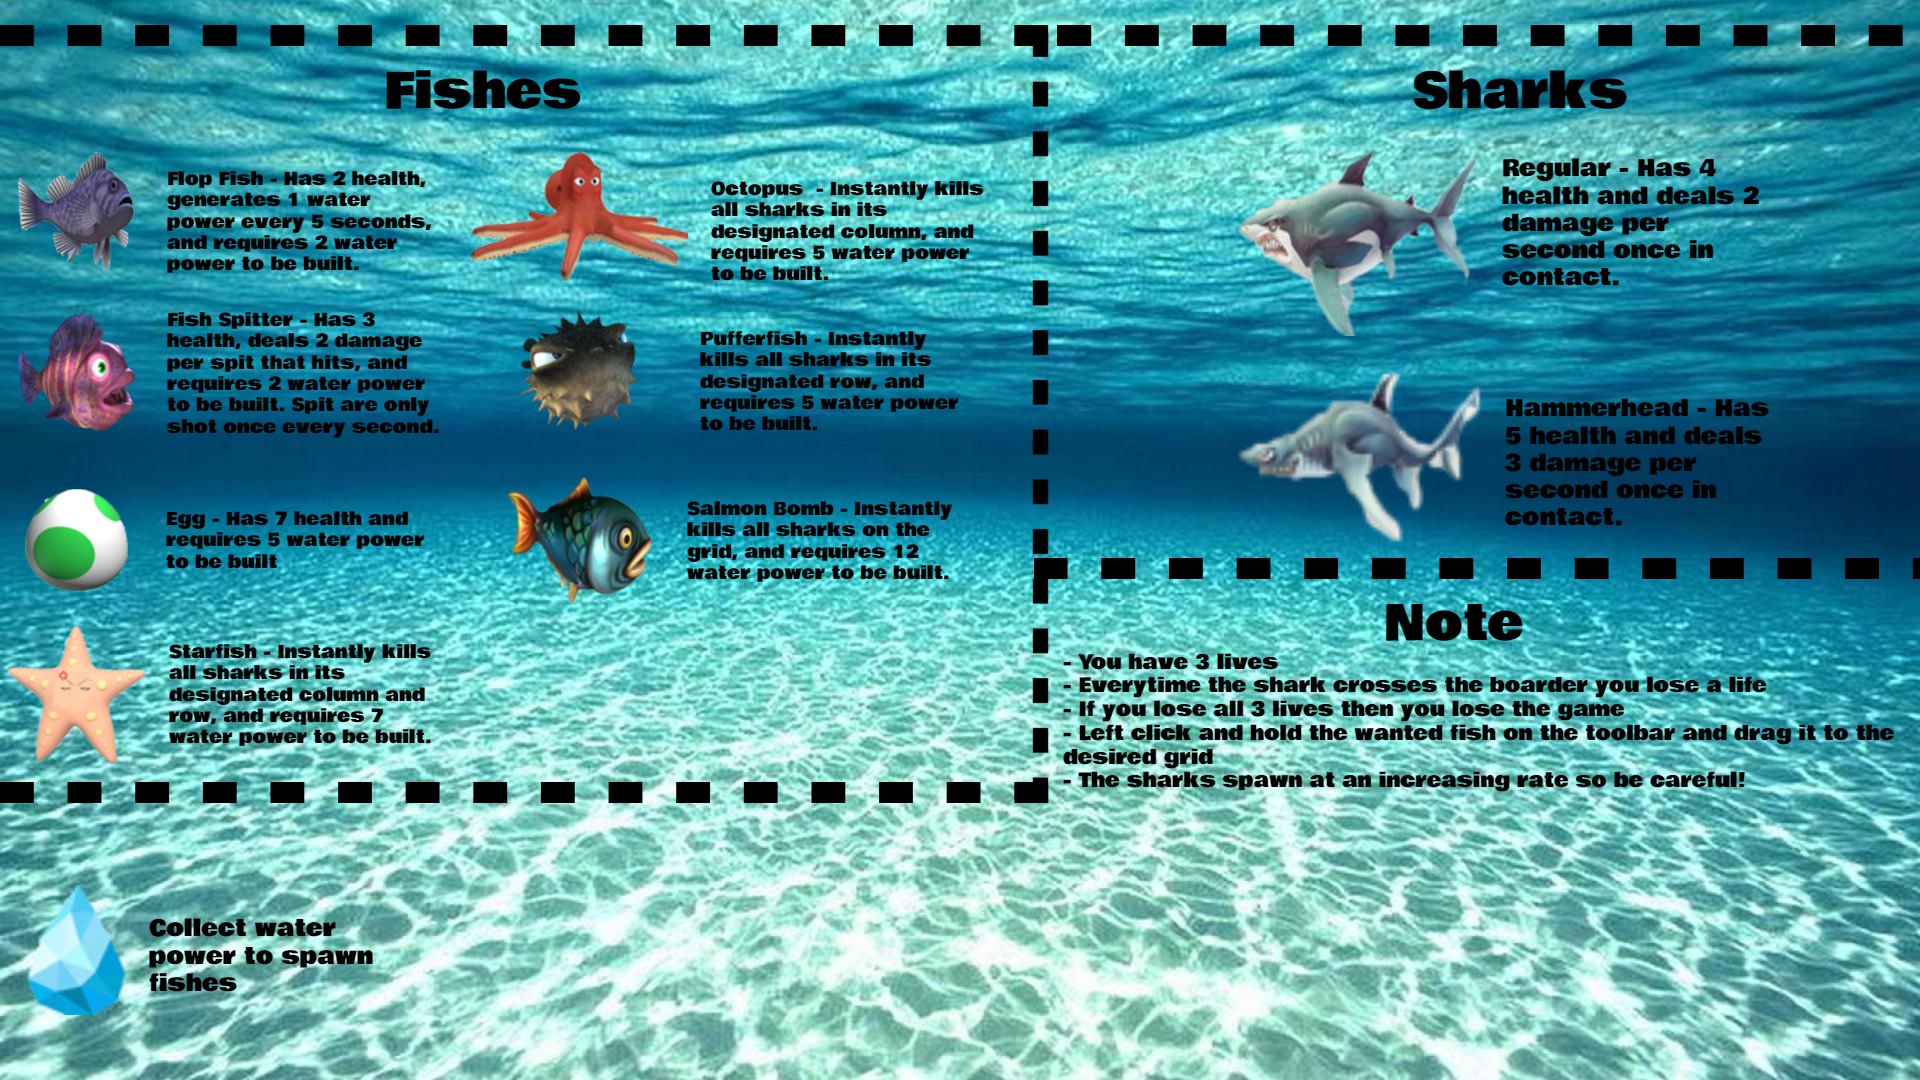 Fishes
Flop Fish - Has 2 health,
generates 1 water
power every 5 seconds,
and requires 2 water
power to be built.
Fish Spitter - Has 3
health, deals 2 damage
per spit that hits, and
requires 2 water power
to be built. Spit are only
shot once every second.
Egg - Has 7 health and
requires 5 water power
to be built
Starfish - Instantly kills
all sharks in its
designated column and
row, and requires 7
water power to be built.
Octopus  - Instantly kills
all sharks in its
designated column, and
requires 5 water power
to be built.
Pufferfish - Instantly
kills all sharks in its
designated row, and
requires 5 water power
to be built.
Salmon Bomb - Instantly
kills all sharks on the
grid, and requires 12
water power to be built.
Sharks
Regular - Has 4
health and deals 2
damage per
second once in
contact.
Hammerhead - Has
5 health and deals
3 damage per
second once in
contact.
Note
- You have 3 lives
- Everytime the shark crosses the boarder you lose a life
- If you lose all 3 lives then you lose the game
- Left click and hold the wanted fish on the toolbar and drag it to the
desired grid
- The sharks spawn at an increasing rate so be careful!
Collect water
power to spawn
fishes